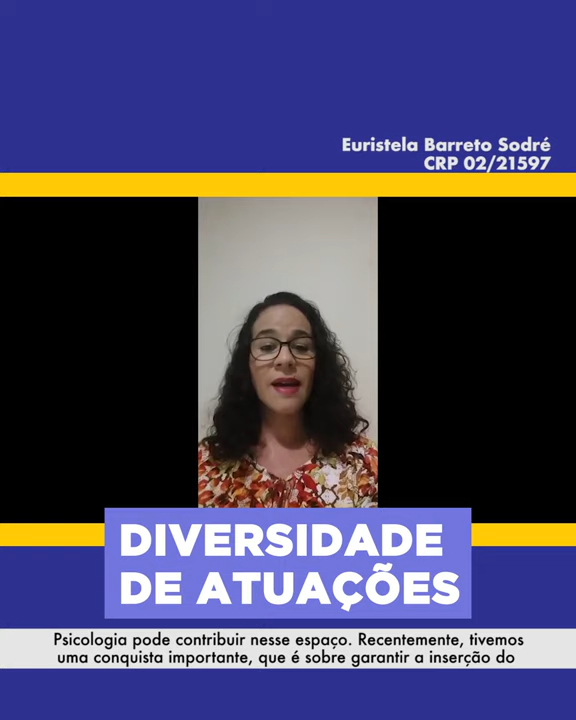 Euristela Barreto Sodré
CRP 02/21597
DIVERSIDADE
DE ATUAÇÕES
Psicologia pode contribuir nesse espaço. Recentemente, tivemos
uma conquista importante, que é sobre garantir a inserção do